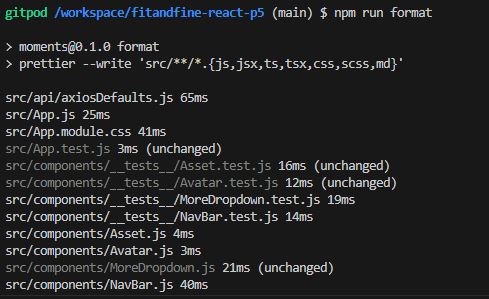 gitpod /workspace/fitandfine-react-p5 (main) $ npm run format
> moments@0.1.0 format
> prettier --write 'src/**/*.{js,jsx,ts,tsx,css,scss,md}'
src/api/axiosDefaults.js 65ms
src/App.js 25ms
src/App.module.css 41ms
src/App.test.js 3ms (unchanged)
src/components/__tests__/Asset.test.js 16ms (unchanged)
src/components/__tests__/Avatar.test.js 12ms (unchanged)
src/components/__tests__/MoreDropdown.test.js 19ms
src/components/__tests__/NavBar.test.js 14ms
src/components/Asset.js 4ms
src/components/Avatar.js 3ms
src/components/MoreDropdown.js 21ms (unchanged)
src/components/NavBar.js 40ms